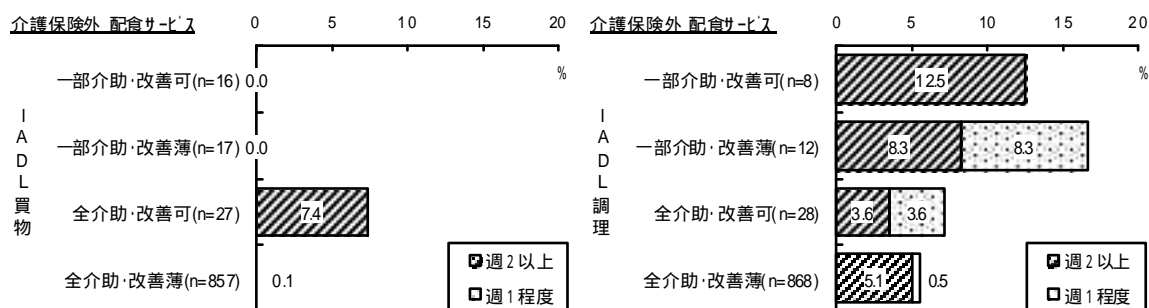 介護保険外 配食サービス
0 5 10 15 20
%
IADL買物
一部介助・改善可(n=16) 0.0
一部介助・改善薄(n=17) 0.0
全介助・改善可(n=27) 7.4
全介助・改善薄(n=857) 0.1
週2以上
週1程度
介護保険外 配食サービス
0 5 10 15 20
%
IADL調理
一部介助・改善可(n=8) 12.5
一部介助・改善薄(n=12) 8.3 8.3
全介助・改善可(n=28) 3.6 3.6
全介助・改善薄(n=868) 5.1 0.5
週2以上
週1程度